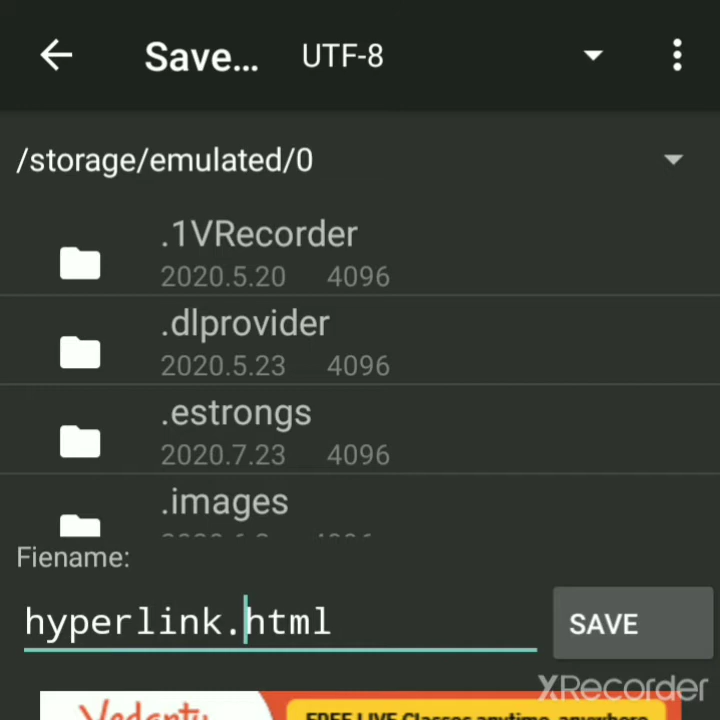 Save... UTF-8
/storage/emulated/0
.1VRecorder
2020.5.20 4096
.dlprovider
2020.5.23 4096
.estrongs
2020.7.23 4096
.images
Fiename:
hyperlink.html
SAVE
XRecorder
Vedantu
FREE LIVE Classes anytime, anywhere